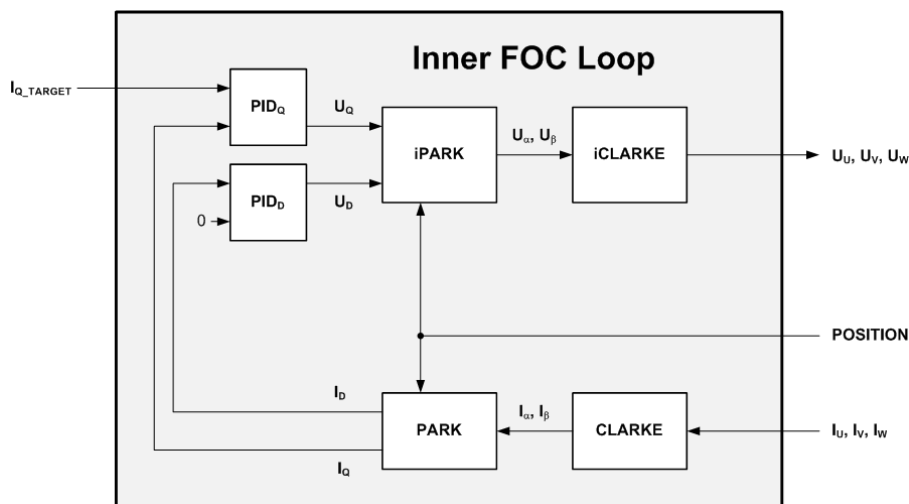 Inner FOC Loop
I_Q_TARGET
PID_Q
U_Q
iPARK
U_α, U_β
iCLARKE
U_U, U_V, U_W
PID_D
U_D
0
POSITION
I_D
PARK
I_α, I_β
CLARKE
I_U, I_V, I_W
I_Q